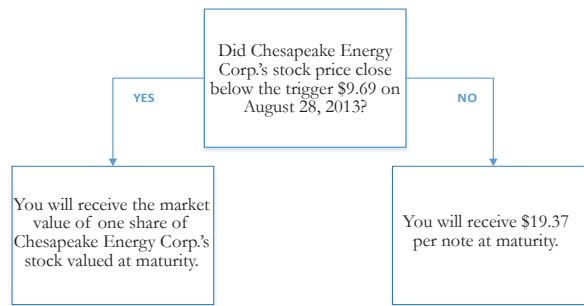 Did Chesapeake Energy
Corp.'s stock price close
below the trigger $9.69 on
August 28, 2013?
YES
NO
You will receive the market
value of one share of
Chesapeake Energy Corp.'s
stock valued at maturity.
You will receive $19.37
per note at maturity.